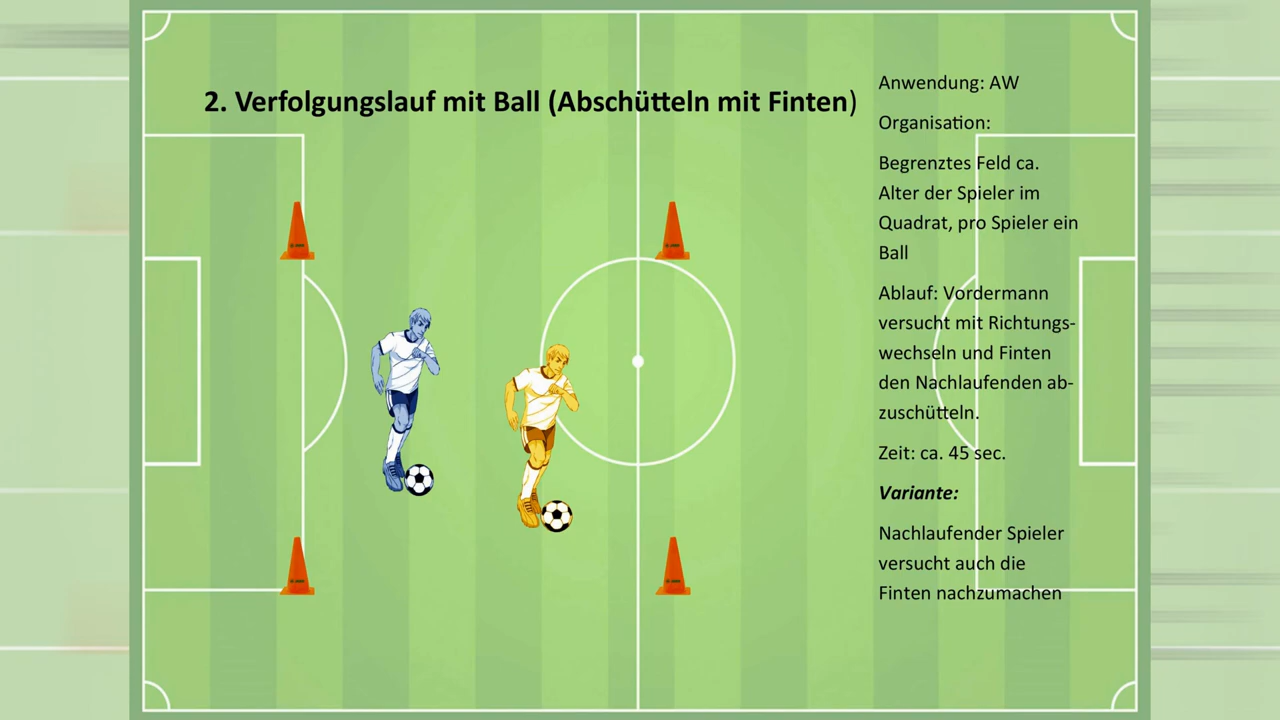 2. Verfolgungslauf mit Ball (Abschütteln mit Finten)
Anwendung: AW
Organisation:
Begrenztes Feld ca.
Alter der Spieler im
Quadrat, pro Spieler ein
Ball
Ablauf: Vordermann
versucht mit Richtungs-
wechseln und Finten
den Nachlaufenden ab-
zuschütteln.
Zeit: ca. 45 sec.
Variante:
Nachlaufender Spieler
versucht auch die
Finten nachzumachen